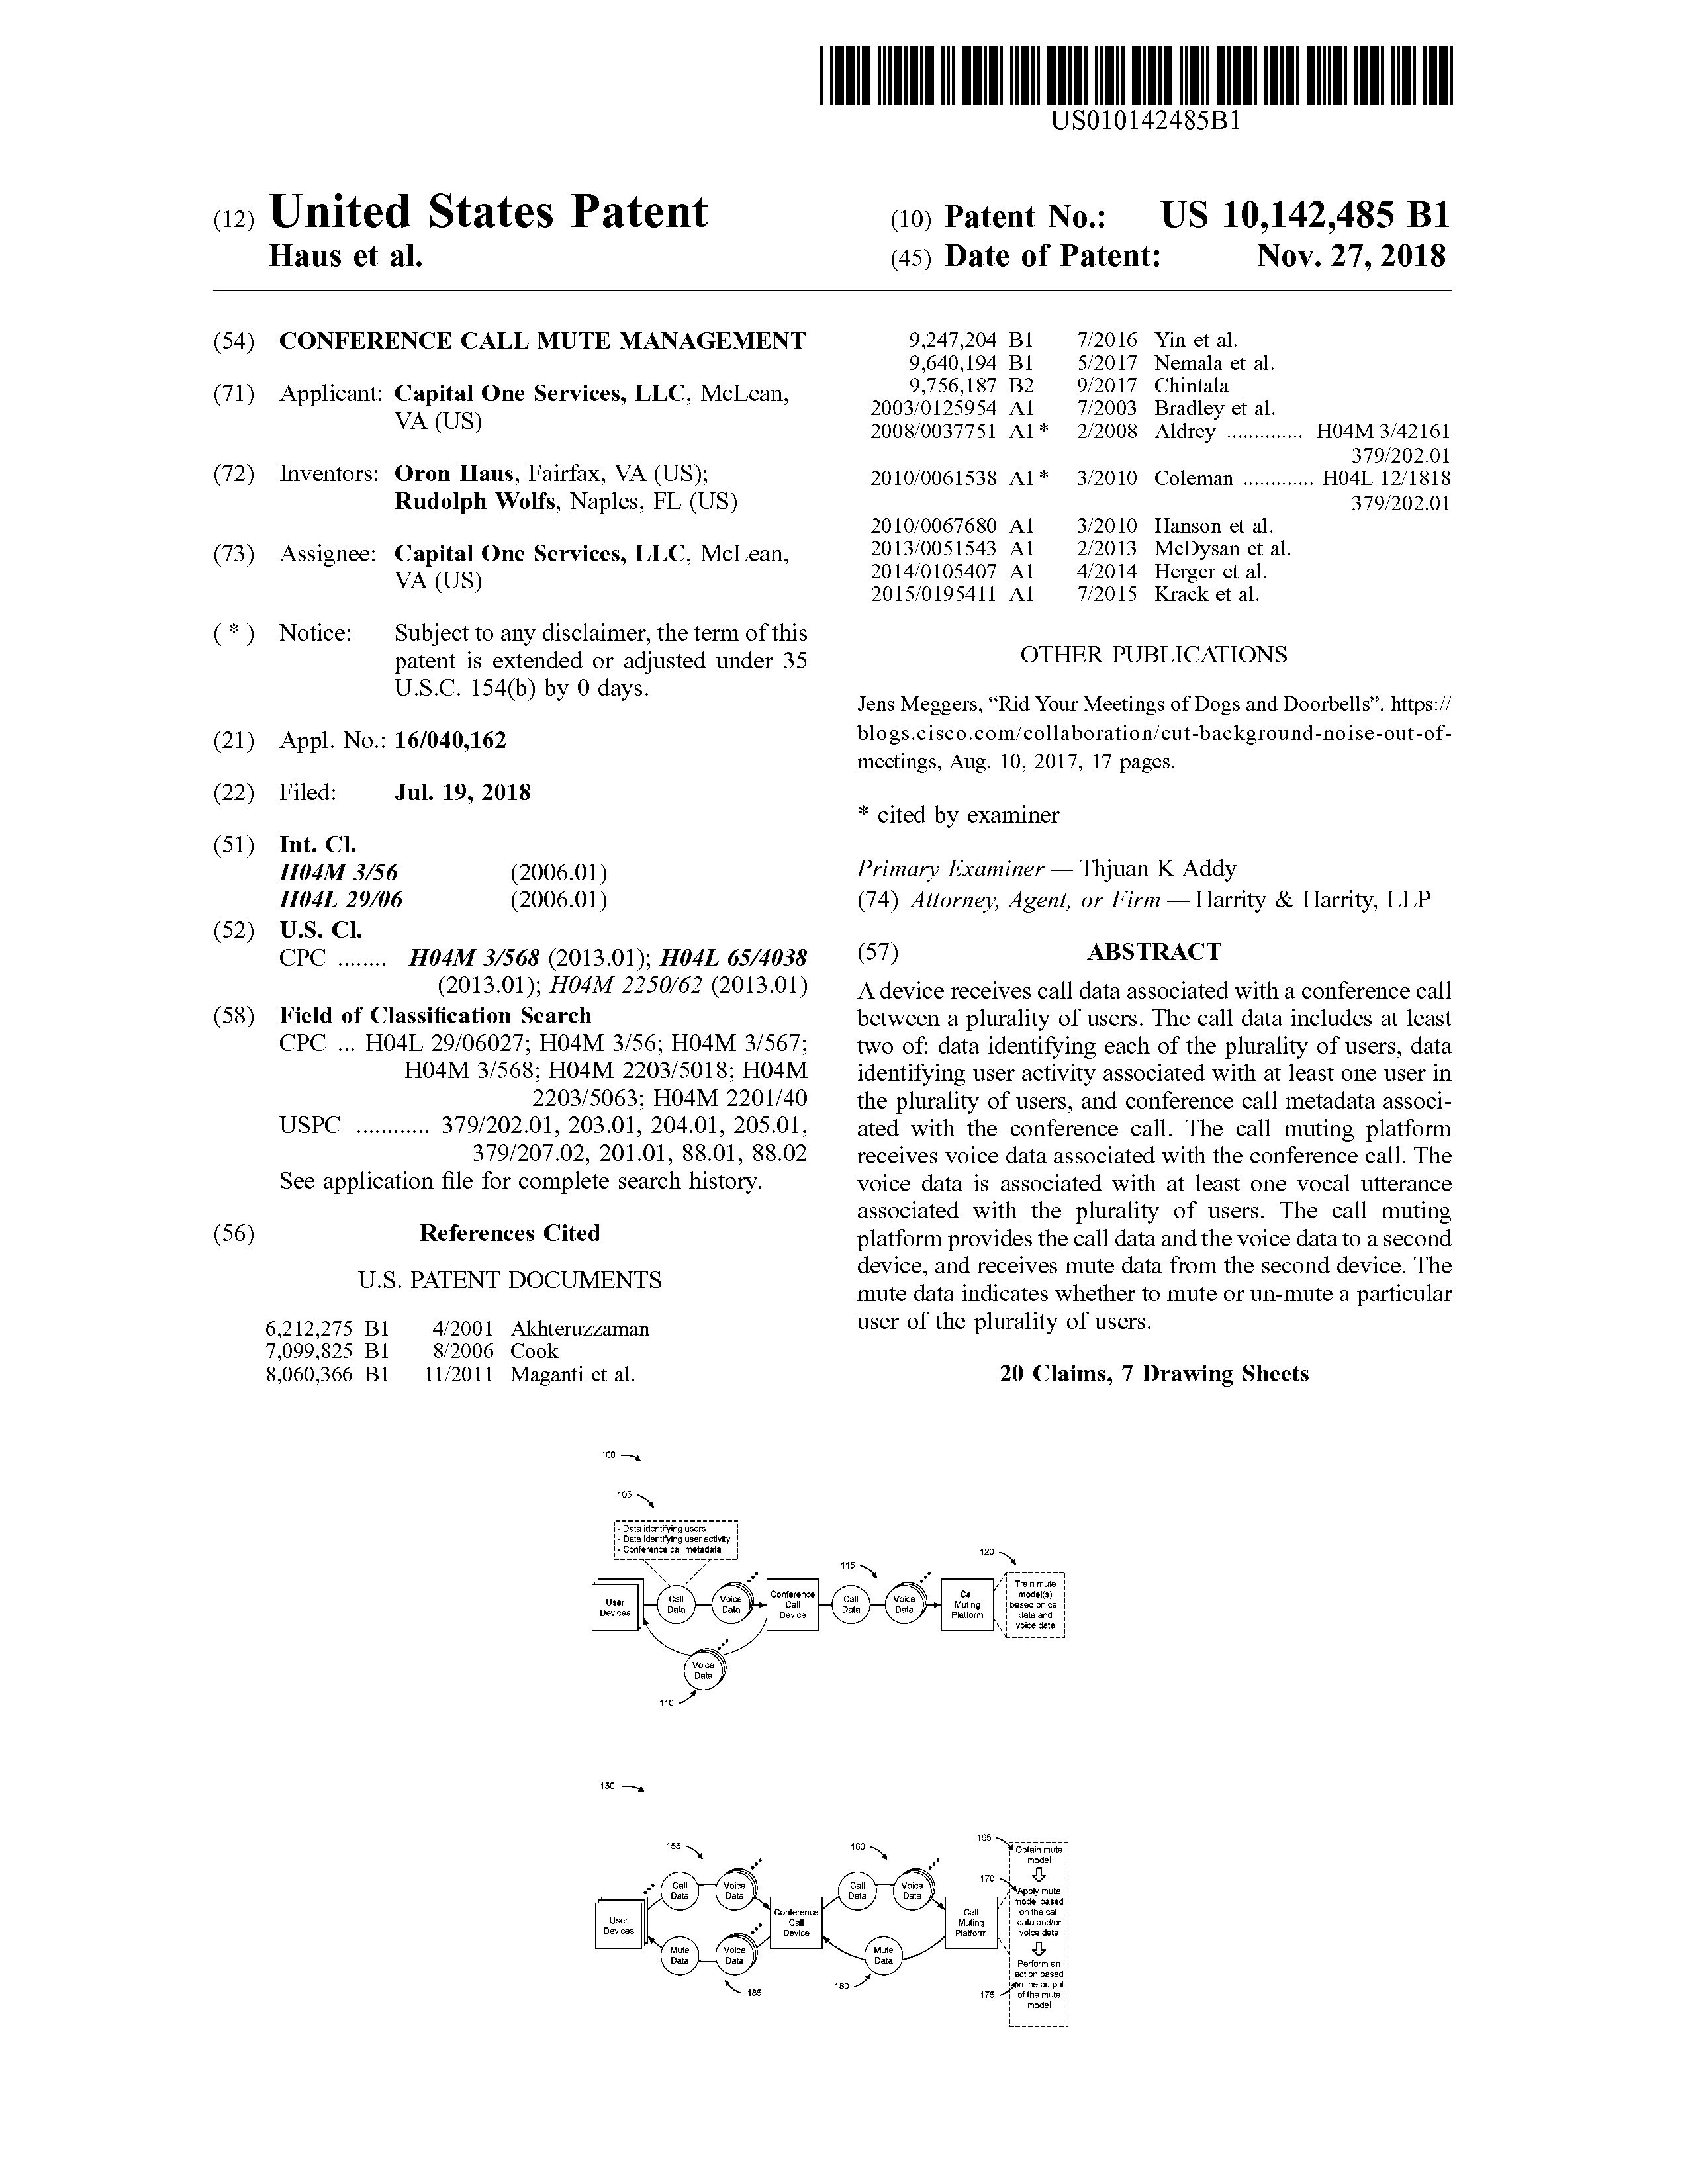 US010142485B1
(12) United States Patent
Haus et al.
(10) Patent No.: US 10,142,485 B1
(45) Date of Patent: Nov. 27, 2018
(54) CONFERENCE CALL MUTE MANAGEMENT
(71) Applicant: Capital One Services, LLC, McLean,
VA (US)
(72) Inventors: Oron Haus, Fairfax, VA (US);
Rudolph Wolfs, Naples, FL (US)
(73) Assignee: Capital One Services, LLC, McLean,
VA (US)
( * ) Notice: Subject to any disclaimer, the term of this
patent is extended or adjusted under 35
U.S.C. 154(b) by 0 days.
(21) Appl. No.: 16/040,162
(22) Filed: Jul. 19, 2018
(51) Int. Cl.
H04M 3/56 (2006.01)
H04L 29/06 (2006.01)
(52) U.S. Cl.
CPC ........ H04M 3/568 (2013.01); H04L 65/4038
(2013.01); H04M 2250/62 (2013.01)
(58) Field of Classification Search
CPC ... H04L 29/06027; H04M 3/56; H04M 3/567;
H04M 3/568; H04M 2203/5018; H04M
2203/5063; H04M 2201/40
USPC ............ 379/202.01, 203.01, 204.01, 205.01,
379/207.02, 201.01, 88.01, 88.02
See application file for complete search history.
(56) References Cited
U.S. PATENT DOCUMENTS
6,212,275 B1 4/2001 Akhteruzzaman
7,099,825 B1 8/2006 Cook
8,060,366 B1 11/2011 Maganti et al.
9,247,204 B1 7/2016 Yin et al.
9,640,194 B1 5/2017 Nemala et al.
9,756,187 B2 9/2017 Chintala
2003/0125954 A1 7/2003 Bradley et al.
2008/0037751 A1* 2/2008 Aldrey ............. H04M 3/42161
379/202.01
2010/0061538 A1* 3/2010 Coleman ............ H04L 12/1818
379/202.01
2010/0067680 A1 3/2010 Hanson et al.
2013/0051543 A1 2/2013 McDysan et al.
2014/0105407 A1 4/2014 Herger et al.
2015/0195411 A1 7/2015 Krack et al.
OTHER PUBLICATIONS
Jens Meggers, “Rid Your Meetings of Dogs and Doorbells”, https://
blogs.cisco.com/collaboration/cut-background-noise-out-of-
meetings, Aug. 10, 2017, 17 pages.
* cited by examiner
Primary Examiner — Thjuan K Addy
(74) Attorney, Agent, or Firm — Harrity & Harrity, LLP
(57) ABSTRACT
A device receives call data associated with a conference call
between a plurality of users. The call data includes at least
two of: data identifying each of the plurality of users, data
identifying user activity associated with at least one user in
the plurality of users, and conference call metadata associ-
ated with the conference call. The call muting platform
receives voice data associated with the conference call. The
voice data is associated with at least one vocal utterance
associated with the plurality of users. The call muting
platform provides the call data and the voice data to a second
device, and receives mute data from the second device. The
mute data indicates whether to mute or un-mute a particular
user of the plurality of users.
20 Claims, 7 Drawing Sheets
100
105
- Data identifying users
- Data identifying user activity
- Conference call metadata
User
Devices
Call
Data
Voice
Data
Conference
Call
Device
115
Call
Data
Voice
Data
Call
Muting
Platform
120
Train mute
model(s)
based on call
data and
voice data
Voice
Data
110
150
155
Call
Data
Voice
Data
User
Devices
Mute
Data
Voice
Data
185
Conference
Call
Device
160
Call
Data
Voice
Data
Mute
Data
180
Call
Muting
Platform
165
Obtain mute
model
170
Apply mute
model based
on the call
data and/or
voice data
Perform an
action based
on the output
of the mute
model
175